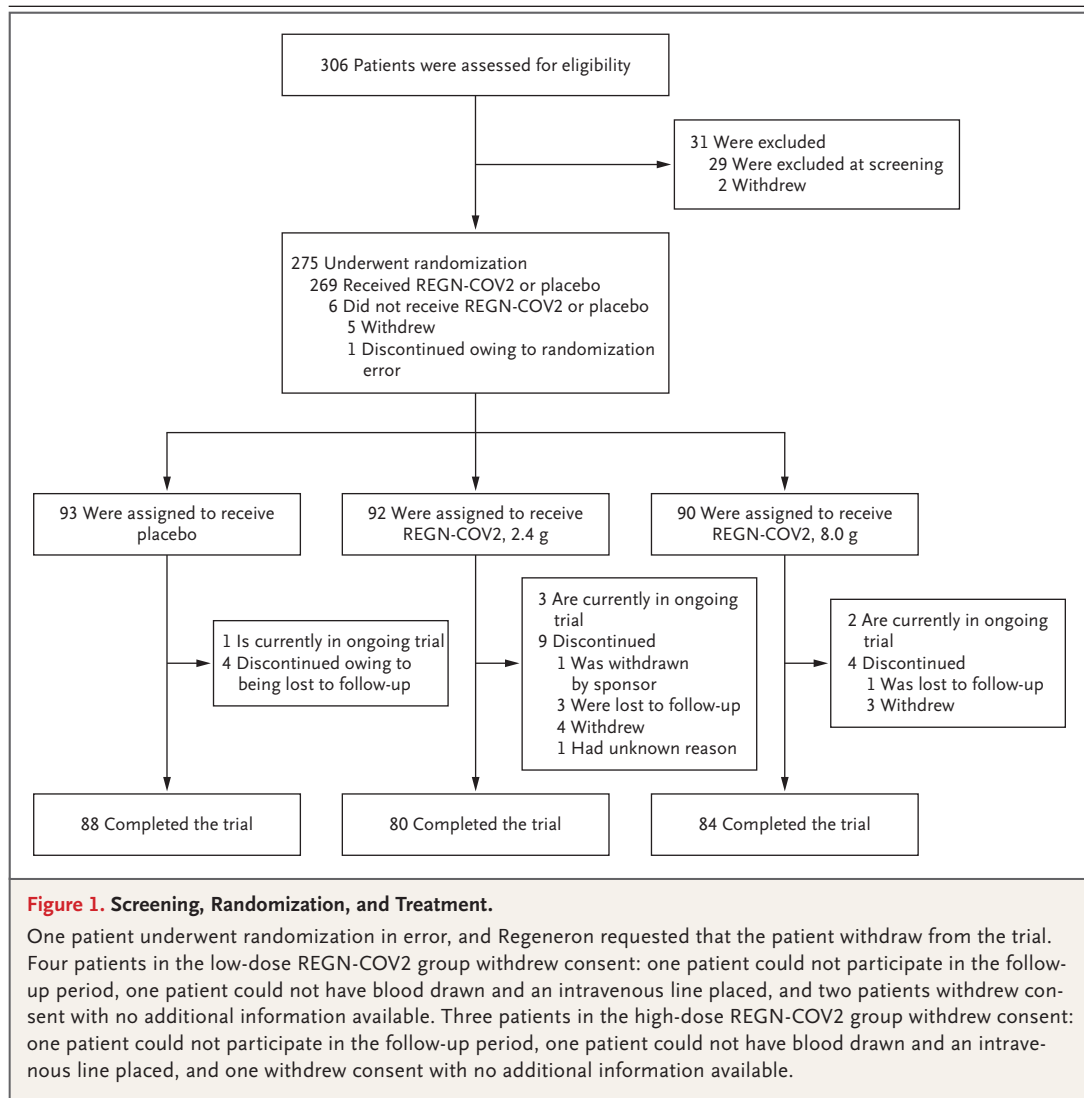 306 Patients were assessed for eligibility
31 Were excluded
29 Were excluded at screening
2 Withdrew
275 Underwent randomization
269 Received REGN-COV2 or placebo
6 Did not receive REGN-COV2 or placebo
5 Withdrew
1 Discontinued owing to randomization
error
93 Were assigned to receive
placebo
92 Were assigned to receive
REGN-COV2, 2.4 g
90 Were assigned to receive
REGN-COV2, 8.0 g
1 Is currently in ongoing trial
4 Discontinued owing to
being lost to follow-up
3 Are currently in ongoing
trial
9 Discontinued
1 Was withdrawn
by sponsor
3 Were lost to follow-up
4 Withdrew
1 Had unknown reason
2 Are currently in ongoing
trial
4 Discontinued
1 Was lost to follow-up
3 Withdrew
88 Completed the trial
80 Completed the trial
84 Completed the trial
Figure 1. Screening, Randomization, and Treatment.
One patient underwent randomization in error, and Regeneron requested that the patient withdraw from the trial.
Four patients in the low-dose REGN-COV2 group withdrew consent: one patient could not participate in the follow-
up period, one patient could not have blood drawn and an intravenous line placed, and two patients withdrew con-
sent with no additional information available. Three patients in the high-dose REGN-COV2 group withdrew consent:
one patient could not participate in the follow-up period, one patient could not have blood drawn and an intrave-
nous line placed, and one withdrew consent with no additional information available.